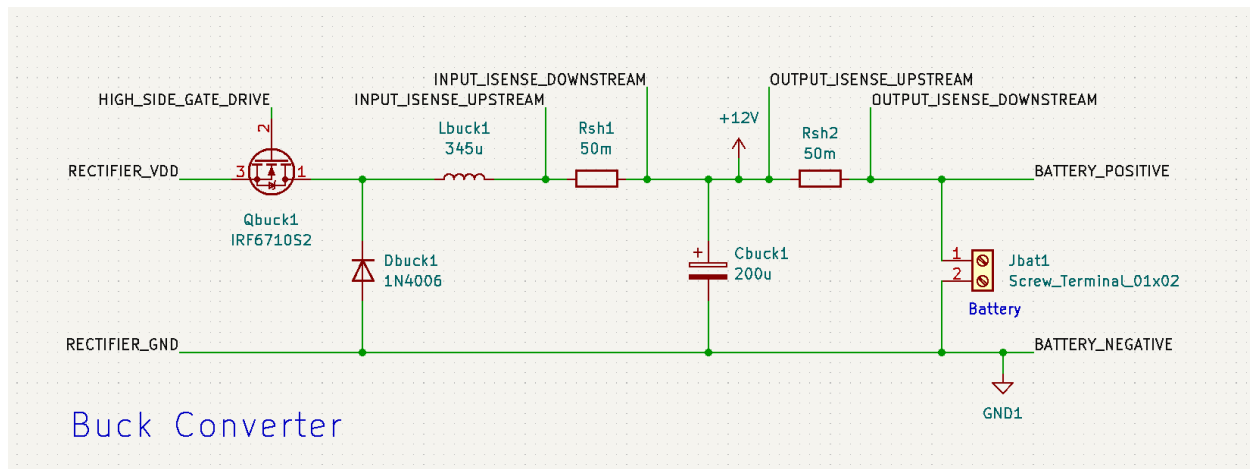 INPUT_ISENSE_DOWNSTREAM
OUTPUT_ISENSE_UPSTREAM
HIGH_SIDE_GATE_DRIVE
INPUT_ISENSE_UPSTREAM
OUTPUT_ISENSE_DOWNSTREAM
2
Lbuck1
345u
Rsh1
50m
+12V
Rsh2
50m
RECTIFIER_VDD
3
1
BATTERY_POSITIVE
Qbuck1
IRF6710S2
Dbuck1
1N4006
+
Cbuck1
200u
1
2
Jbat1
Screw_Terminal_01x02
Battery
RECTIFIER_GND
BATTERY_NEGATIVE
GND1
Buck Converter